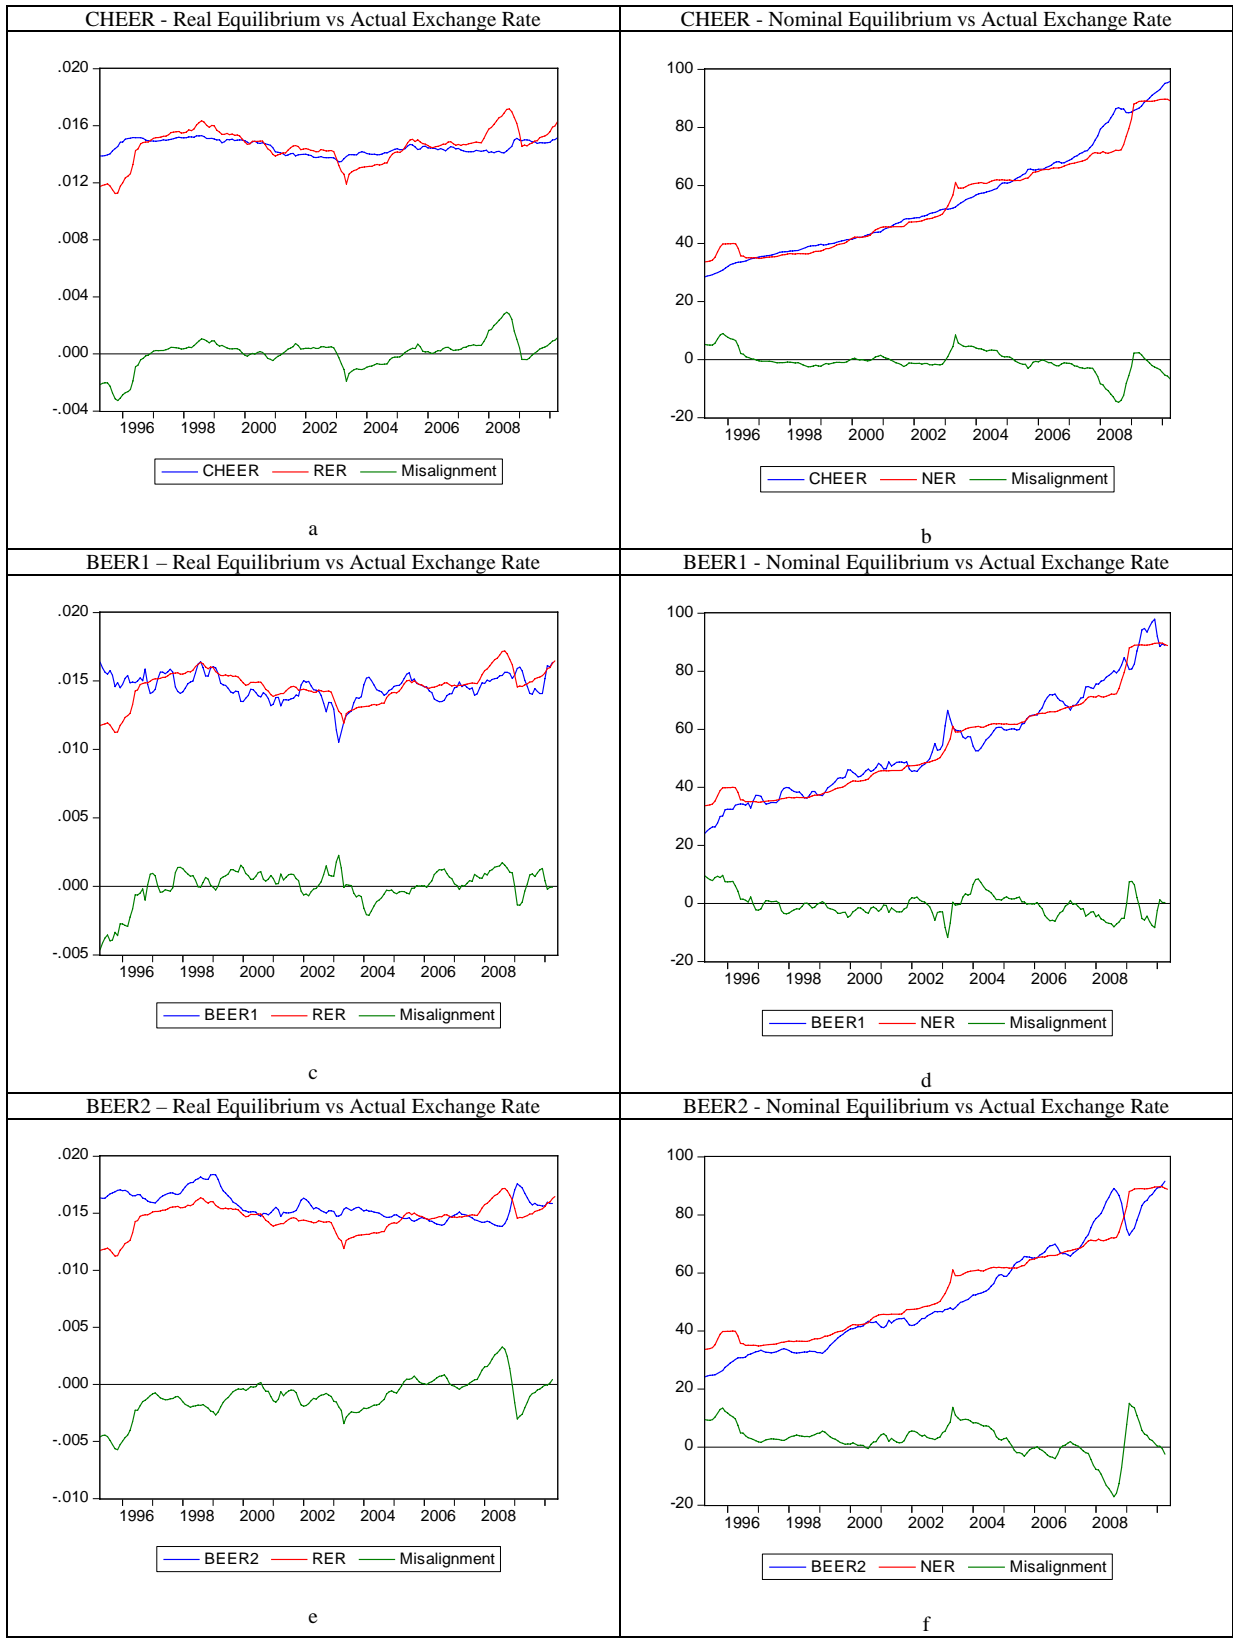 CHEER - Real Equilibrium vs Actual Exchange Rate
CHEER - Nominal Equilibrium vs Actual Exchange Rate
.020
.016
.012
.008
.004
.000
-.004
1996 1998 2000 2002 2004 2006 2008
CHEER RER Misalignment
a
100
80
60
40
20
0
-20
1996 1998 2000 2002 2004 2006 2008
CHEER NER Misalignment
b
BEER1 – Real Equilibrium vs Actual Exchange Rate
BEER1 - Nominal Equilibrium vs Actual Exchange Rate
.020
.015
.010
.005
.000
-.005
1996 1998 2000 2002 2004 2006 2008
BEER1 RER Misalignment
c
100
80
60
40
20
0
-20
1996 1998 2000 2002 2004 2006 2008
BEER1 NER Misalignment
d
BEER2 – Real Equilibrium vs Actual Exchange Rate
BEER2 - Nominal Equilibrium vs Actual Exchange Rate
.020
.015
.010
.005
.000
-.005
-.010
1996 1998 2000 2002 2004 2006 2008
BEER2 RER Misalignment
e
100
80
60
40
20
0
-20
1996 1998 2000 2002 2004 2006 2008
BEER2 NER Misalignment
f